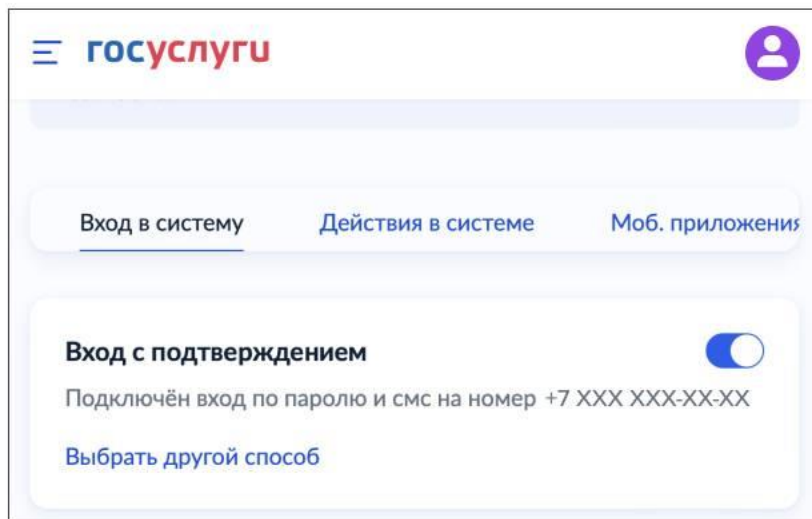 госуслуги
Вход в систему
Действия в системе
Моб. приложения
Вход с подтверждением
Подключён вход по паролю и смс на номер +7 XXX XXX-XX-XX
Выбрать другой способ